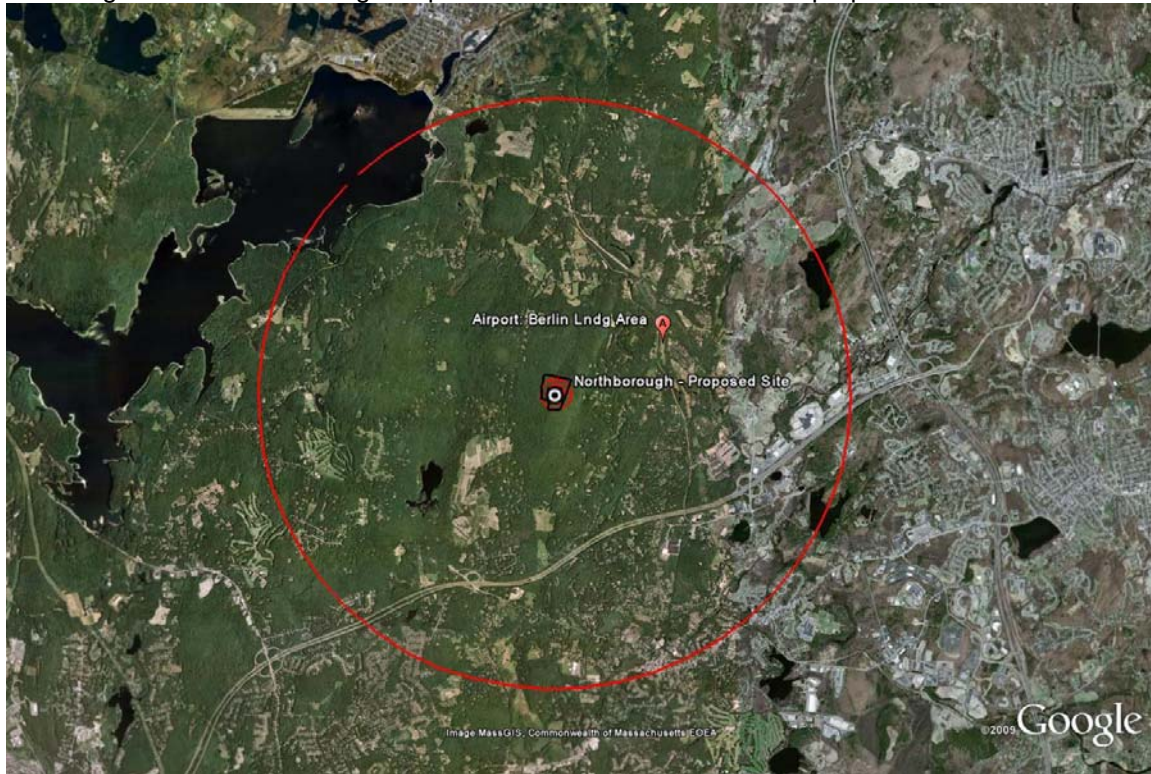 Airport: Berlin Lndg Area
A
Northborough - Proposed Site
Image MassGIS, Commonwealth of Massachusetts EOEA
©2009 Google